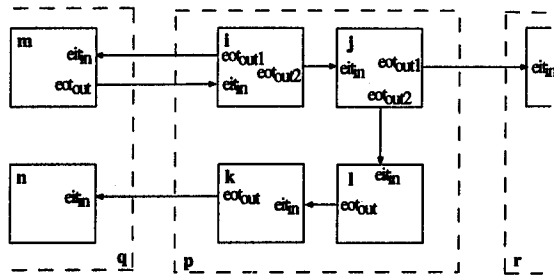 m
i
j
eit_in
eot_out1
eot_out2
eit_in
eot_out1
eit_in
eot_out
eit_in
eot_out2
n
k
l
eit_in
eit_in
eot_out
eit_in
eot_out
q
p
r